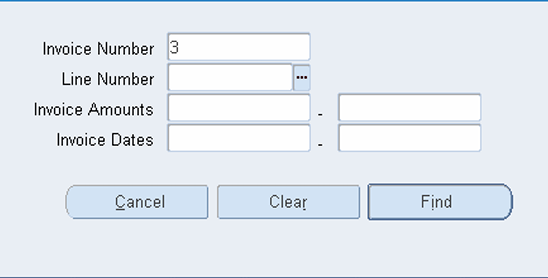 Invoice Number 3
Line Number ...
Invoice Amounts -
Invoice Dates -
Cancel Clear Find